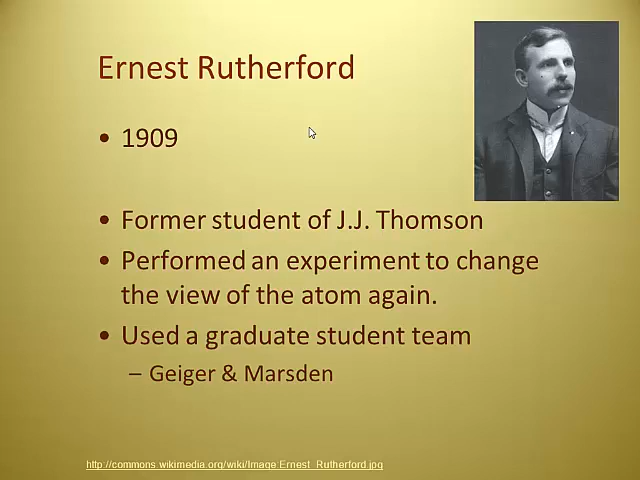 Ernest Rutherford
• 1909
• Former student of J.J. Thomson
• Performed an experiment to change
the view of the atom again.
• Used a graduate student team
– Geiger & Marsden
http://commons.wikimedia.org/wiki/Image:Ernest_Rutherford.jpg